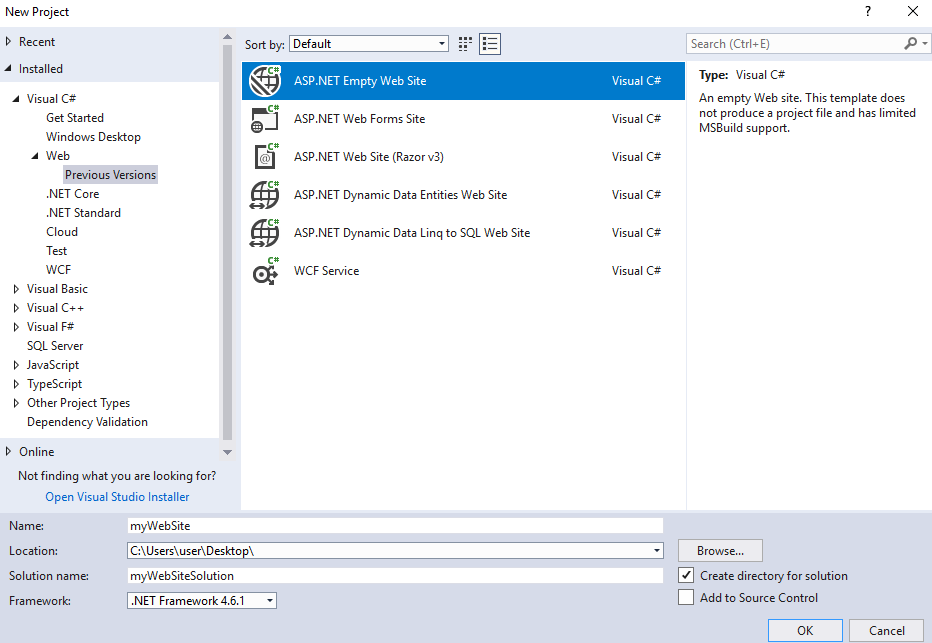 New Project
?
Recent
Installed
Visual C#
Get Started
Windows Desktop
Web
Previous Versions
.NET Core
.NET Standard
Cloud
Test
WCF
Visual Basic
Visual C++
Visual F#
SQL Server
JavaScript
TypeScript
Other Project Types
Dependency Validation
Online
Not finding what you are looking for?
Open Visual Studio Installer
Sort by: Default
C# ASP.NET Empty Web Site Visual C#
C# ASP.NET Web Forms Site Visual C#
C# @ ASP.NET Web Site (Razor v3) Visual C#
C# ASP.NET Dynamic Data Entities Web Site Visual C#
C# ASP.NET Dynamic Data Linq to SQL Web Site Visual C#
C# WCF Service Visual C#
Search (Ctrl+E)
Type: Visual C#
An empty Web site. This template does
not produce a project file and has limited
MSBuild support.
Name: myWebSite
Location: C:\Users\user\Desktop\ Browse...
Solution name: myWebSiteSolution Create directory for solution
Framework: .NET Framework 4.6.1 Add to Source Control
OK Cancel